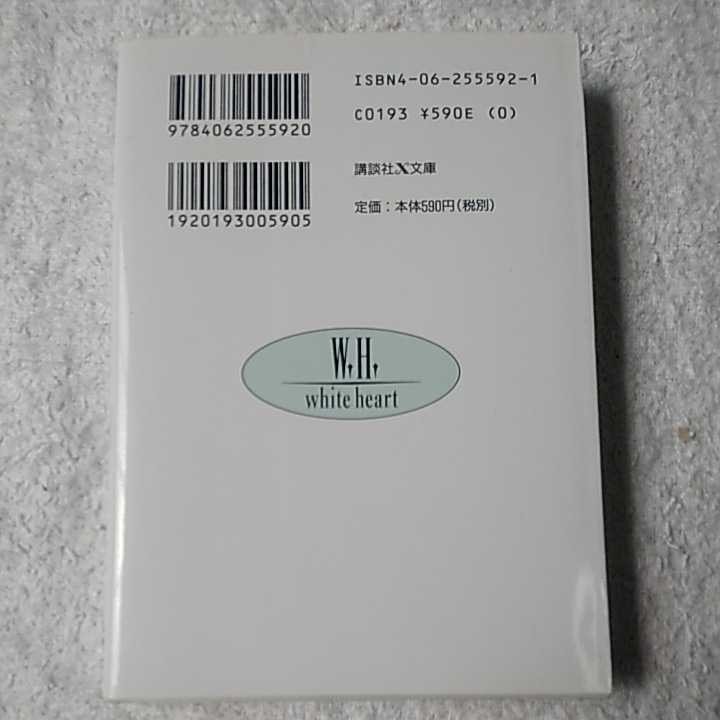 ISBN4-06-255592-1
9784062555920
C0193 ¥590E (0)
講談社X文庫
1920193005905
定価：本体590円(税別)
W.H.
white heart